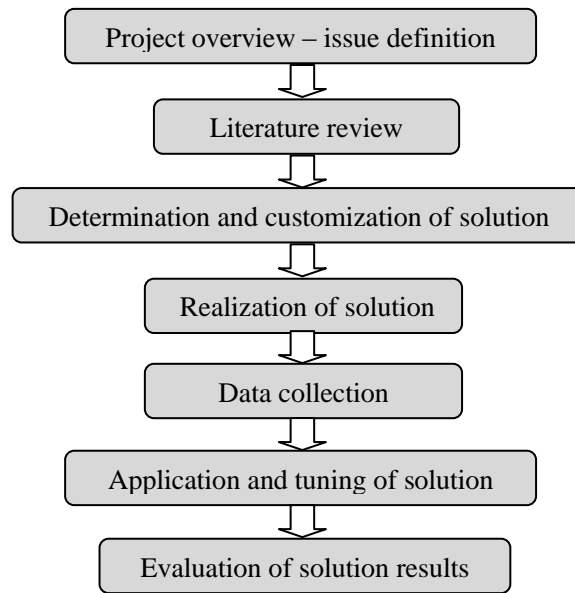 Project overview – issue definition
Literature review
Determination and customization of solution
Realization of solution
Data collection
Application and tuning of solution
Evaluation of solution results